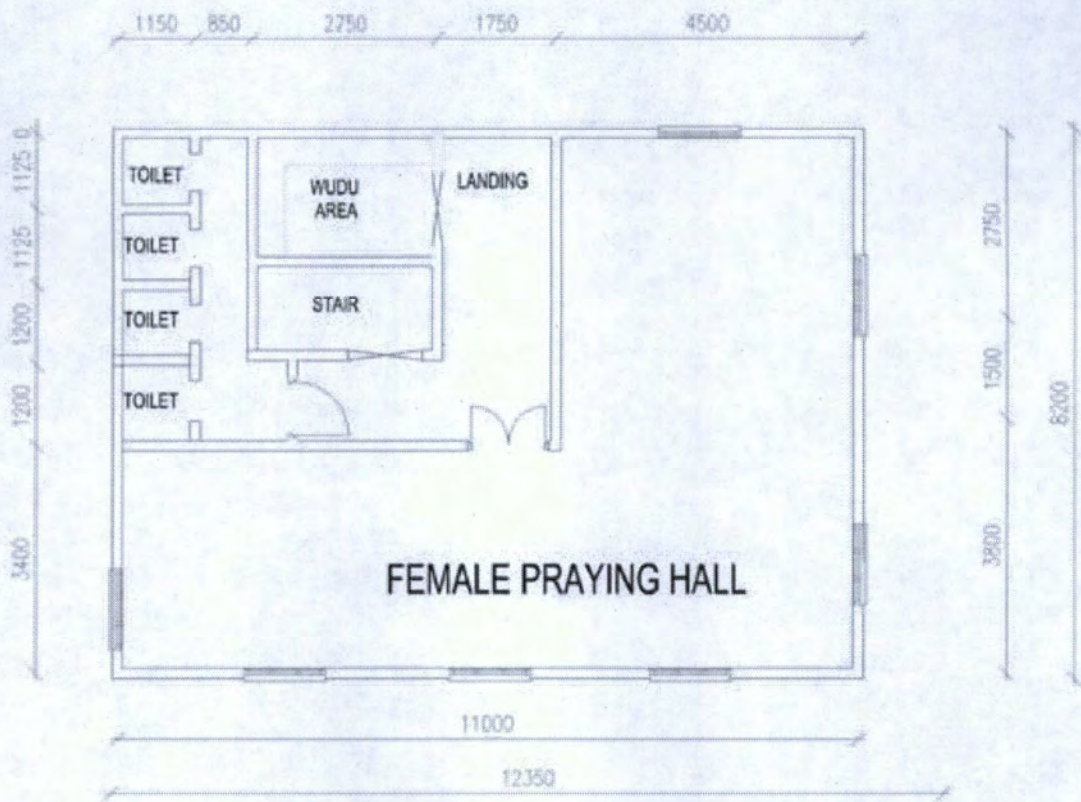 1150 850 2750 1750 4500
1125
1125
1200
1200
3400
TOILET
TOILET
TOILET
TOILET
WUDU
AREA
STAIR
LANDING
FEMALE PRAYING HALL
2750
1500
3800
8200
11000
12350